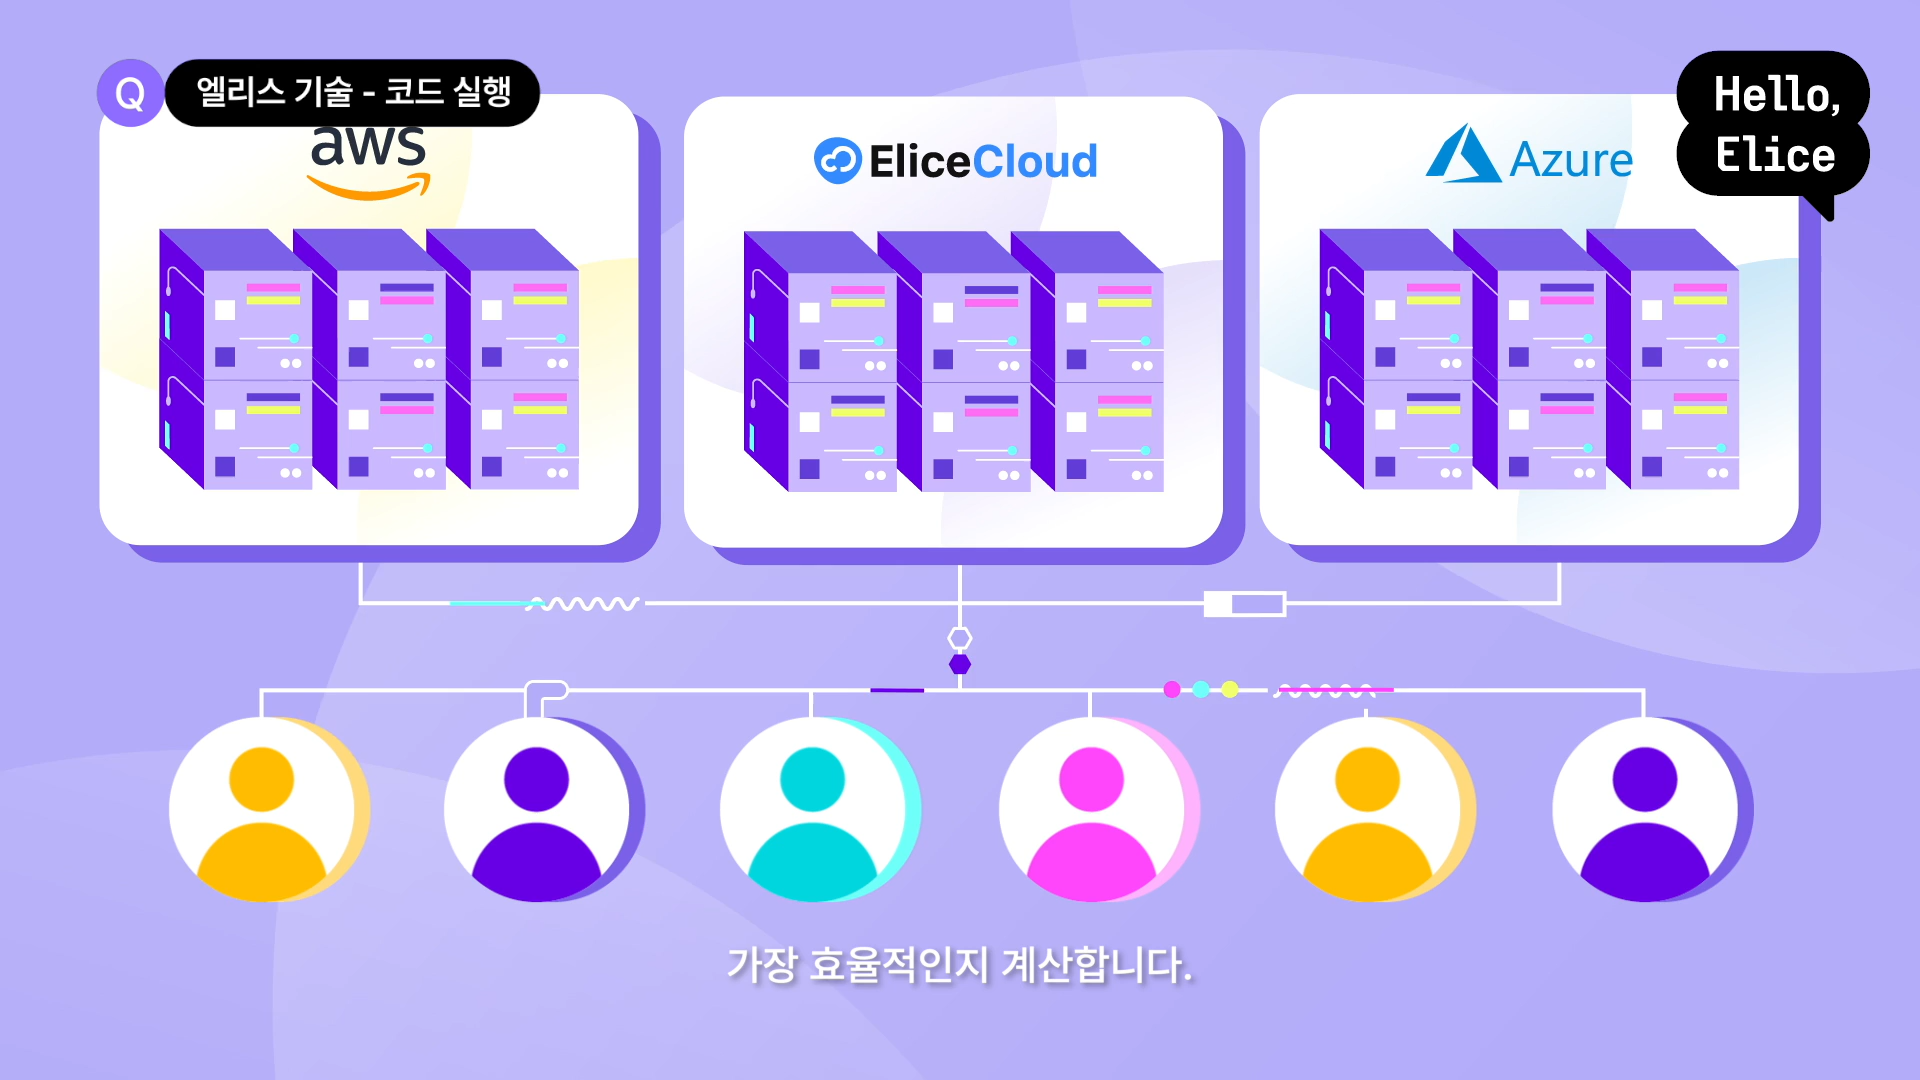 Q 엘리스 기술 - 코드 실행
Hello,
Elice
aws
EliceCloud
Azure
가장 효율적인지 계산합니다.